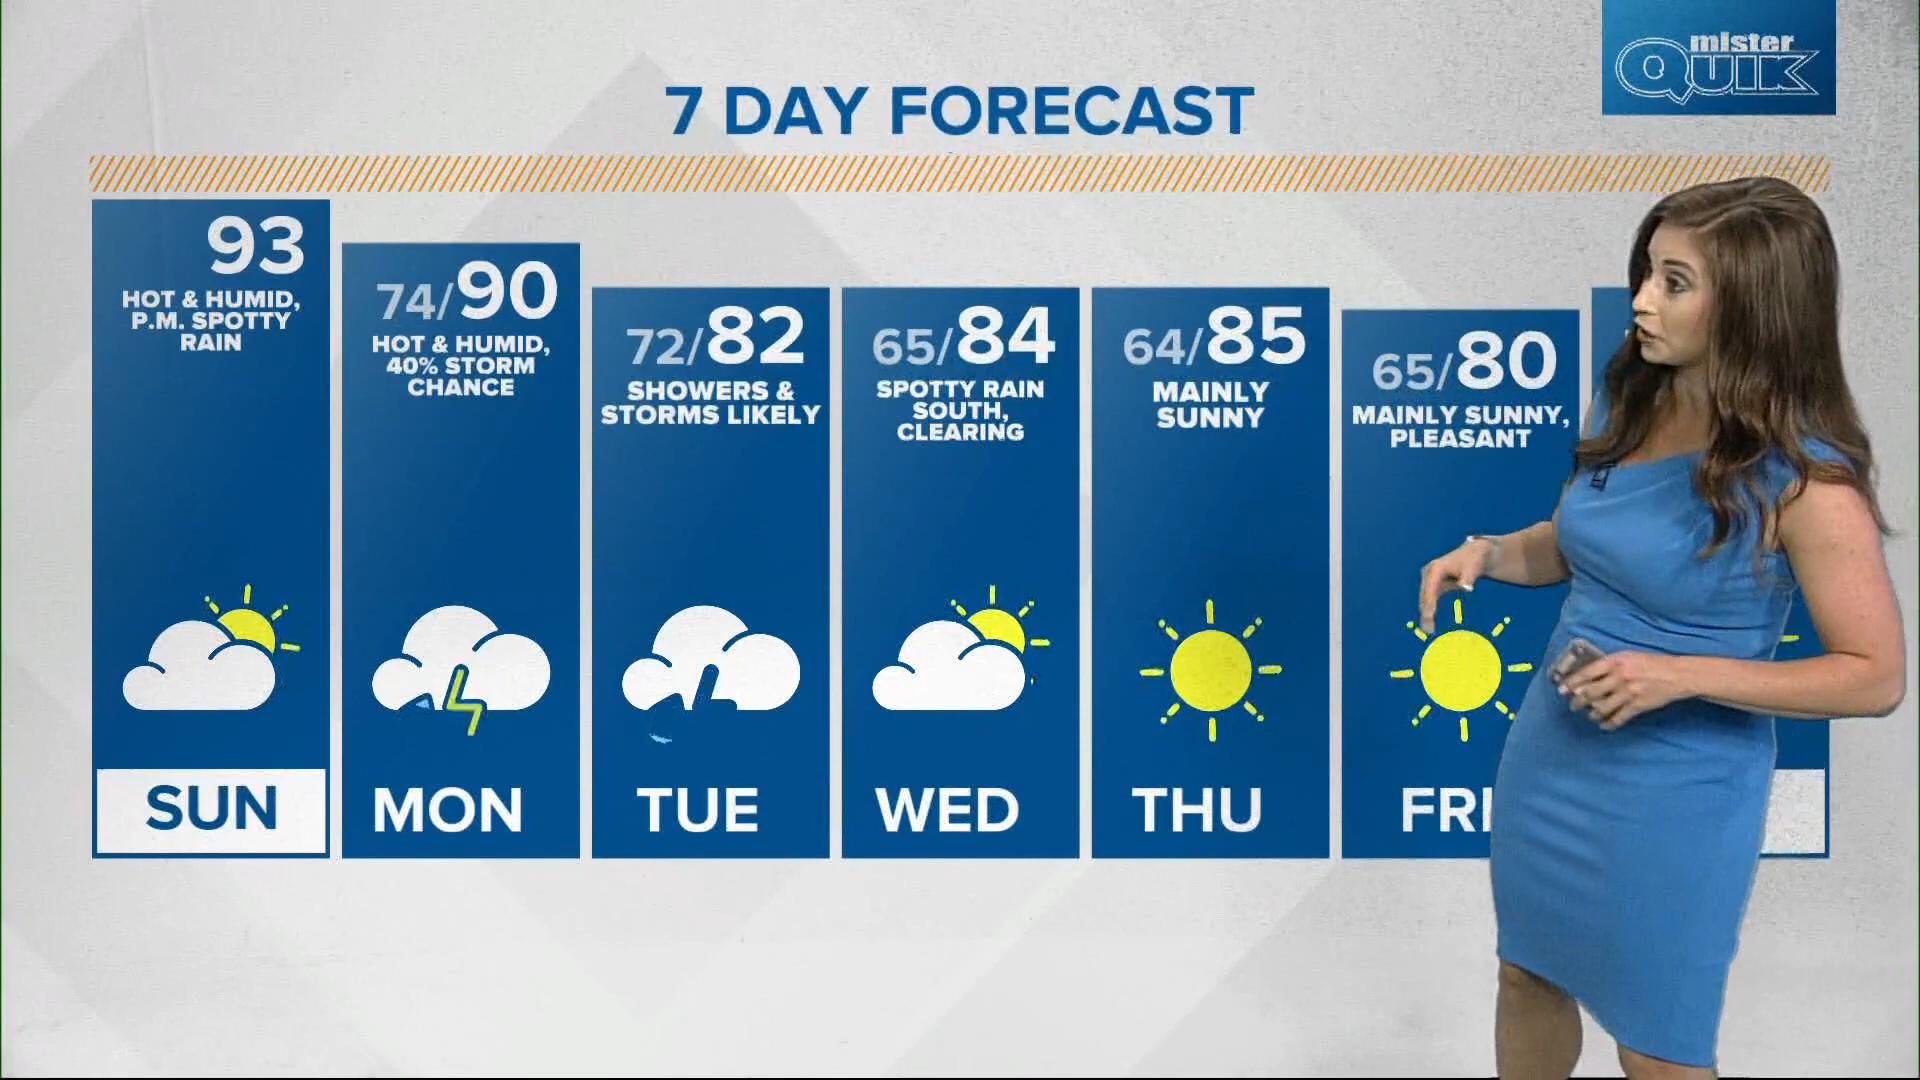 mister
QUIK
7 DAY FORECAST
93
HOT & HUMID,
P.M. SPOTTY
RAIN
SUN
74/90
HOT & HUMID,
40% STORM
CHANCE
MON
72/82
SHOWERS &
STORMS LIKELY
TUE
65/84
SPOTTY RAIN
SOUTH,
CLEARING
WED
64/85
MAINLY
SUNNY
THU
65/80
MAINLY SUNNY,
PLEASANT
FRI